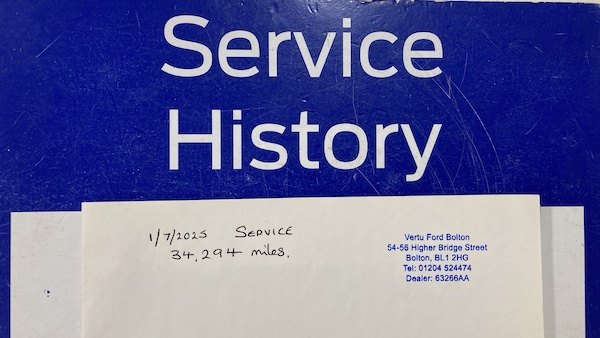 Service
History
1/7/2025 SERVICE
34,294 miles.
Vertu Ford Bolton
54-56 Higher Bridge Street
Bolton, BL1 2HG
Tel: 01204 524474
Dealer: 63266AA